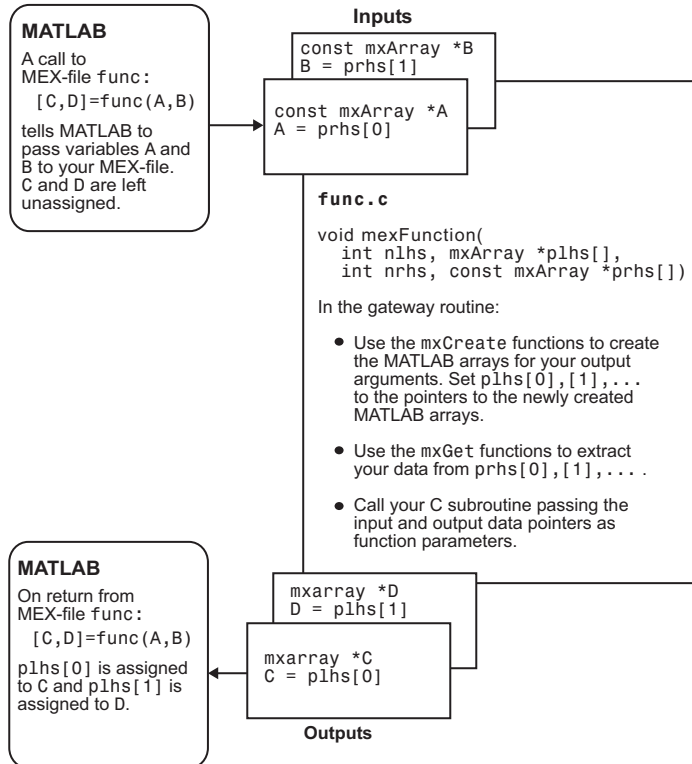 MATLAB
A call to
MEX-file func:
[C,D]=func(A,B)
tells MATLAB to
pass variables A and
B to your MEX-file.
C and D are left
unassigned.
Inputs
const mxArray *B
B = prhs[1]
const mxArray *A
A = prhs[0]
func.c
void mexFunction(
int nlhs, mxArray *plhs[],
int nrhs, const mxArray *prhs[])
In the gateway routine:
• Use the mxCreate functions to create
the MATLAB arrays for your output
arguments. Set plhs[0],[1],...
to the pointers to the newly created
MATLAB arrays.
• Use the mxGet functions to extract
your data from prhs[0],[1],... .
• Call your C subroutine passing the
input and output data pointers as
function parameters.
MATLAB
On return from
MEX-file func:
[C,D]=func(A,B)
plhs[0] is assigned
to C and plhs[1] is
assigned to D.
mxarray *D
D = plhs[1]
mxarray *C
C = plhs[0]
Outputs